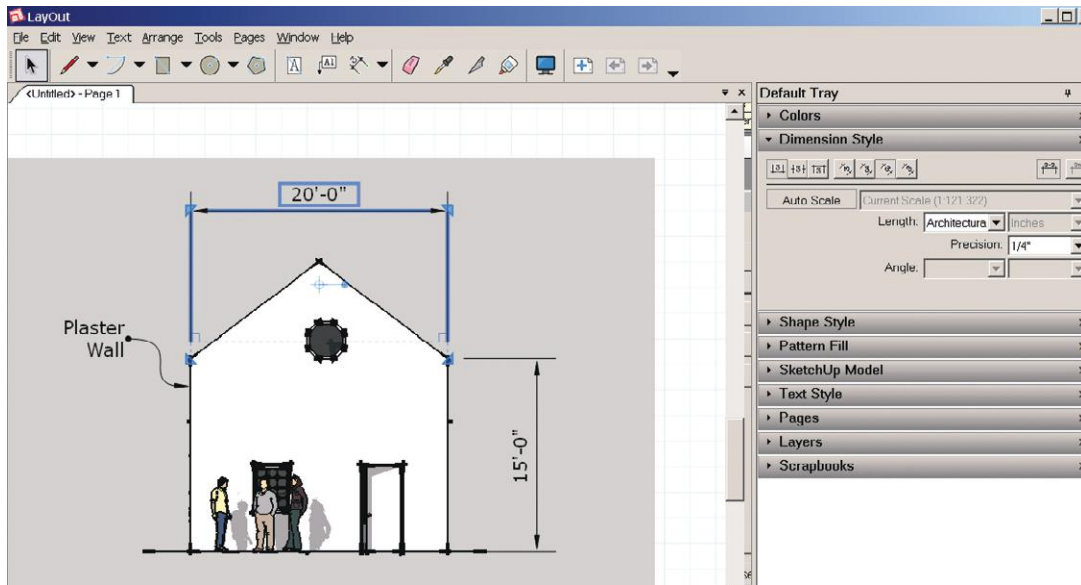 LayOut
File Edit View Text Arrange Tools Pages Window Help
<Untitled> - Page 1
Default Tray
Colors
Dimension Style
Auto Scale Current Scale (1:121.322)
Length: Architectura Inches
Precision: 1/4"
Angle:
Shape Style
Pattern Fill
SketchUp Model
Text Style
Pages
Layers
Scrapbooks
20'-0"
Plaster
Wall
15'-0"